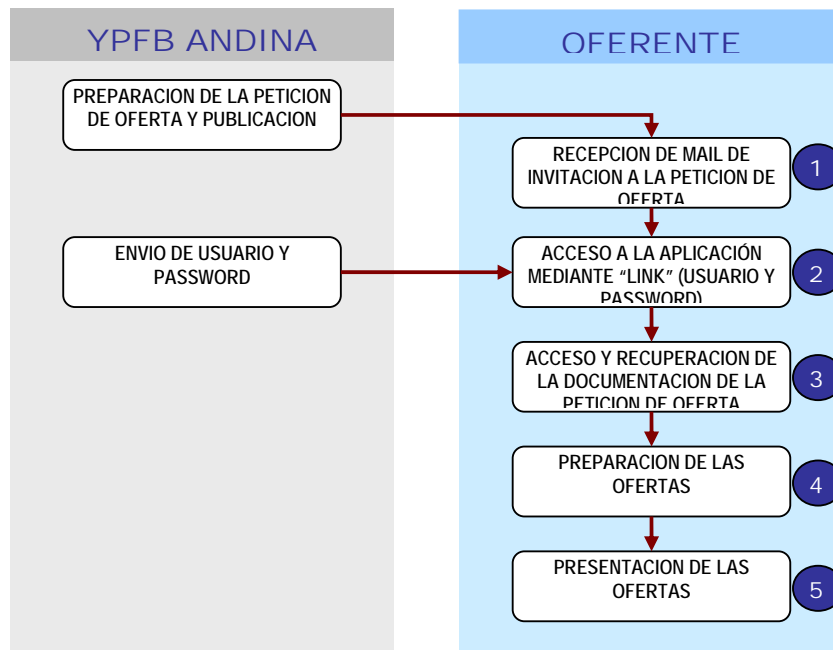 YPFB ANDINA
PREPARACION DE LA PETICION
DE OFERTA Y PUBLICACION
ENVIO DE USUARIO Y
PASSWORD
OFERENTE
RECEPCION DE MAIL DE
INVITACION A LA PETICION DE
OFERTA
1
ACCESO A LA APLICACIÓN
MEDIANTE “LINK” (USUARIO Y
PASSWORD)
2
ACCESO Y RECUPERACION DE
LA DOCUMENTACION DE LA
PETICION DE OFERTA
3
PREPARACION DE LAS
OFERTAS
4
PRESENTACION DE LAS
OFERTAS
5